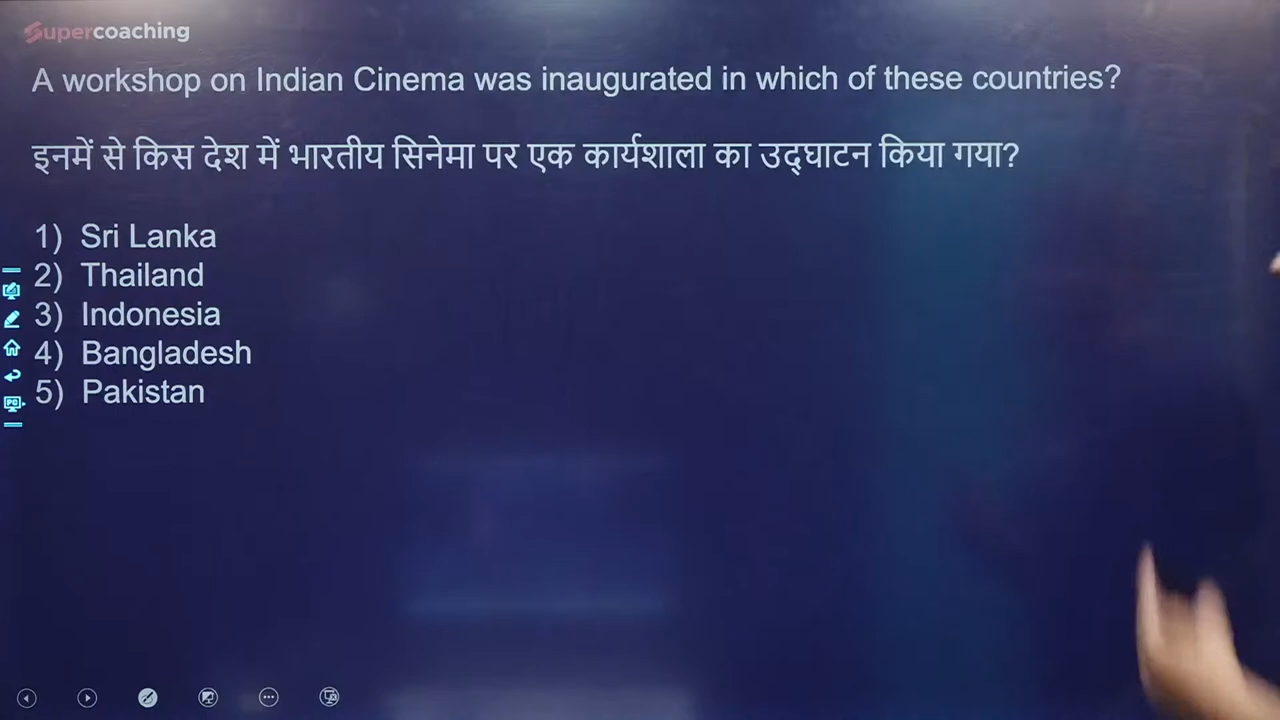 Supercoaching
A workshop on Indian Cinema was inaugurated in which of these countries?
इनमें से किस देश में भारतीय सिनेमा पर एक कार्यशाला का उद्घाटन किया गया?
1) Sri Lanka
2) Thailand
3) Indonesia
4) Bangladesh
5) Pakistan
PC